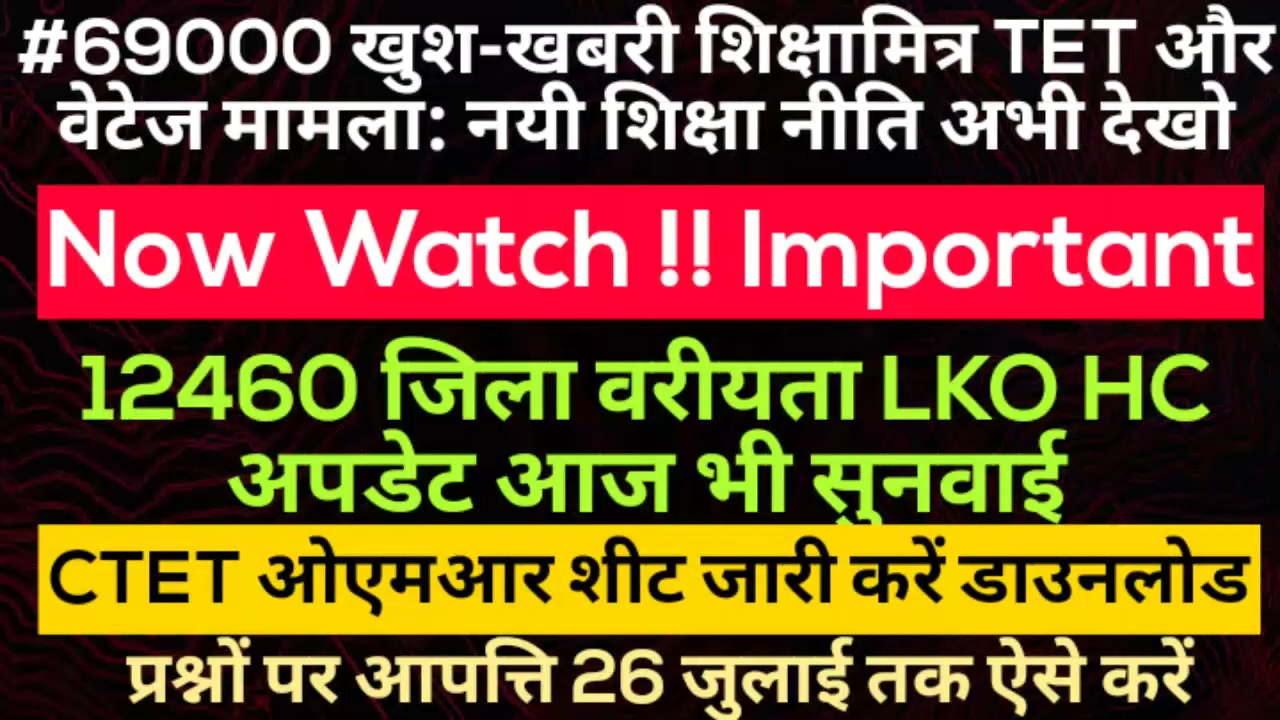 #69000 खुश-खबरी शिक्षामित्र TET और
वेटेज मामला: नयी शिक्षा नीति अभी देखो
Now Watch !! Important
12460 जिला वरीयता LKO HC
अपडेट आज भी सुनवाई
CTET ओएमआर शीट जारी करें डाउनलोड
प्रश्नों पर आपत्ति 26 जुलाई तक ऐसे करें